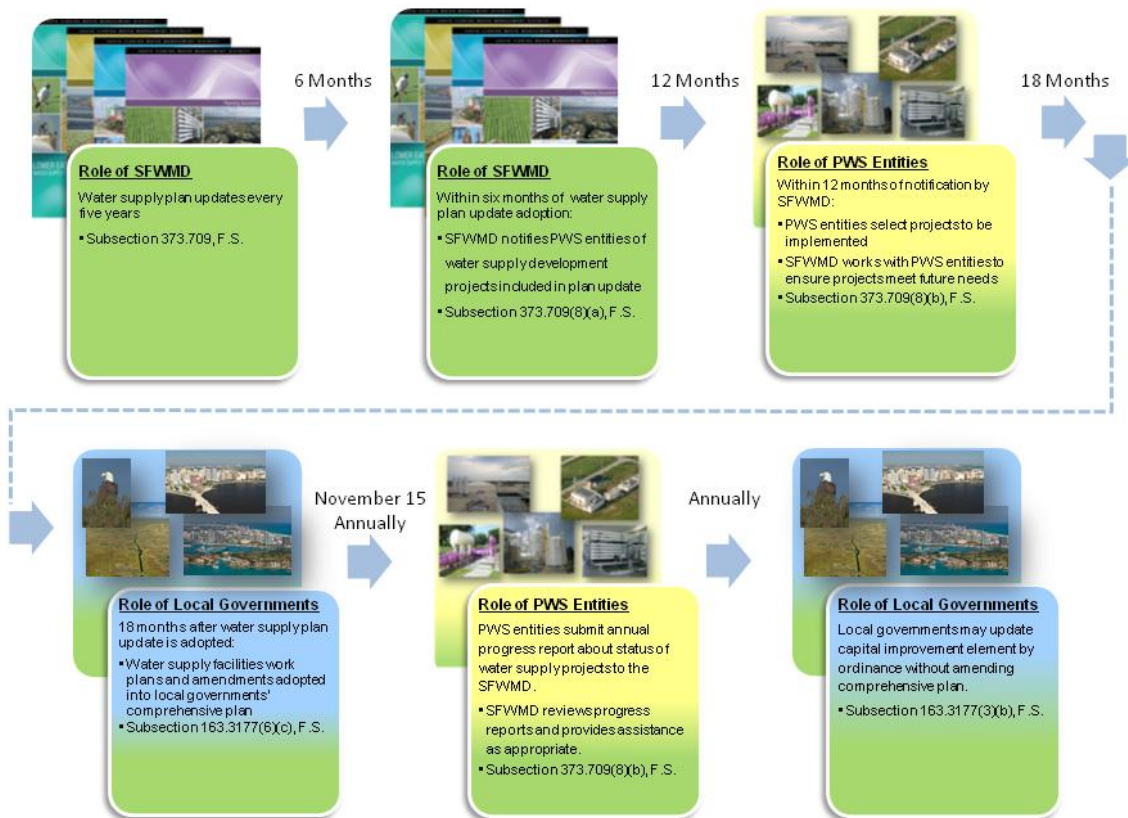 6 Months
12 Months
18 Months
Role of SFWMD
Water supply plan updates every
five years
▪ Subsection 373.709, F.S.
Role of SFWMD
Within six months of water supply
plan update adoption:
▪ SFWMD notifies PWS entities of
water supply development
projects included in plan update
▪ Subsection 373.709(8)(a), F.S.
Role of PWS Entities
Within 12 months of notification by
SFWMD:
▪ PWS entities select projects to be
implemented
▪ SFWMD works with PWS entities to
ensure projects meet future needs
▪ Subsection 373.709(8)(b), F.S.
November 15
Annually
Annually
Role of Local Governments
18 months after water supply plan
update is adopted:
▪ Water supply facilities work
plans and amendments adopted
into local governments'
comprehensive plan
▪ Subsection 163.3177(6)(c), F.S.
Role of PWS Entities
PWS entities submit annual
progress report about status of
water supply projects to the
SFWMD.
▪ SFWMD reviews progress
reports and provides assistance
as appropriate.
▪ Subsection 373.709(8)(b), F.S.
Role of Local Governments
Local governments may update
capital improvement element by
ordinance without amending
comprehensive plan.
▪ Subsection 163.3177(3)(b), F.S.